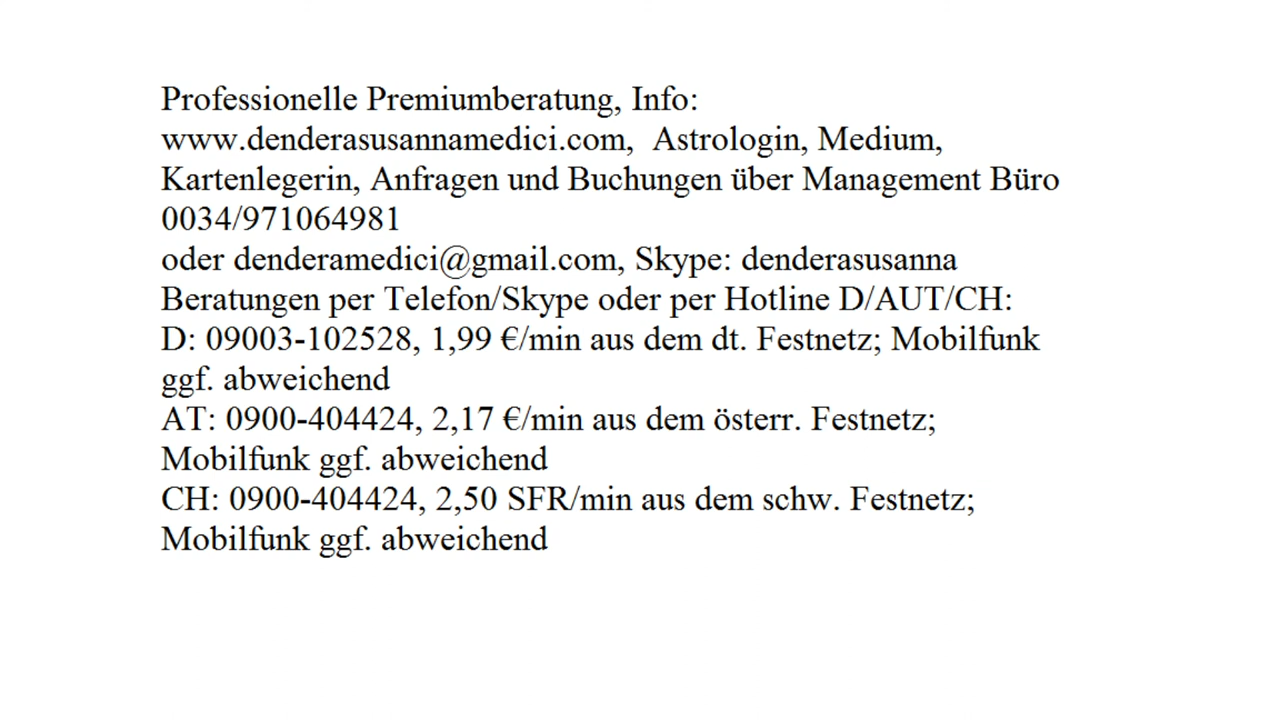 Professionelle Premiumberatung, Info:
www.denderasusannamedici.com, Astrologin, Medium,
Kartenlegerin, Anfragen und Buchungen über Management Büro
0034/971064981
oder denderamedici@gmail.com, Skype: denderasusanna
Beratungen per Telefon/Skype oder per Hotline D/AUT/CH:
D: 09003-102528, 1,99 €/min aus dem dt. Festnetz; Mobilfunk
ggf. abweichend
AT: 0900-404424, 2,17 €/min aus dem österr. Festnetz;
Mobilfunk ggf. abweichend
CH: 0900-404424, 2,50 SFR/min aus dem schw. Festnetz;
Mobilfunk ggf. abweichend